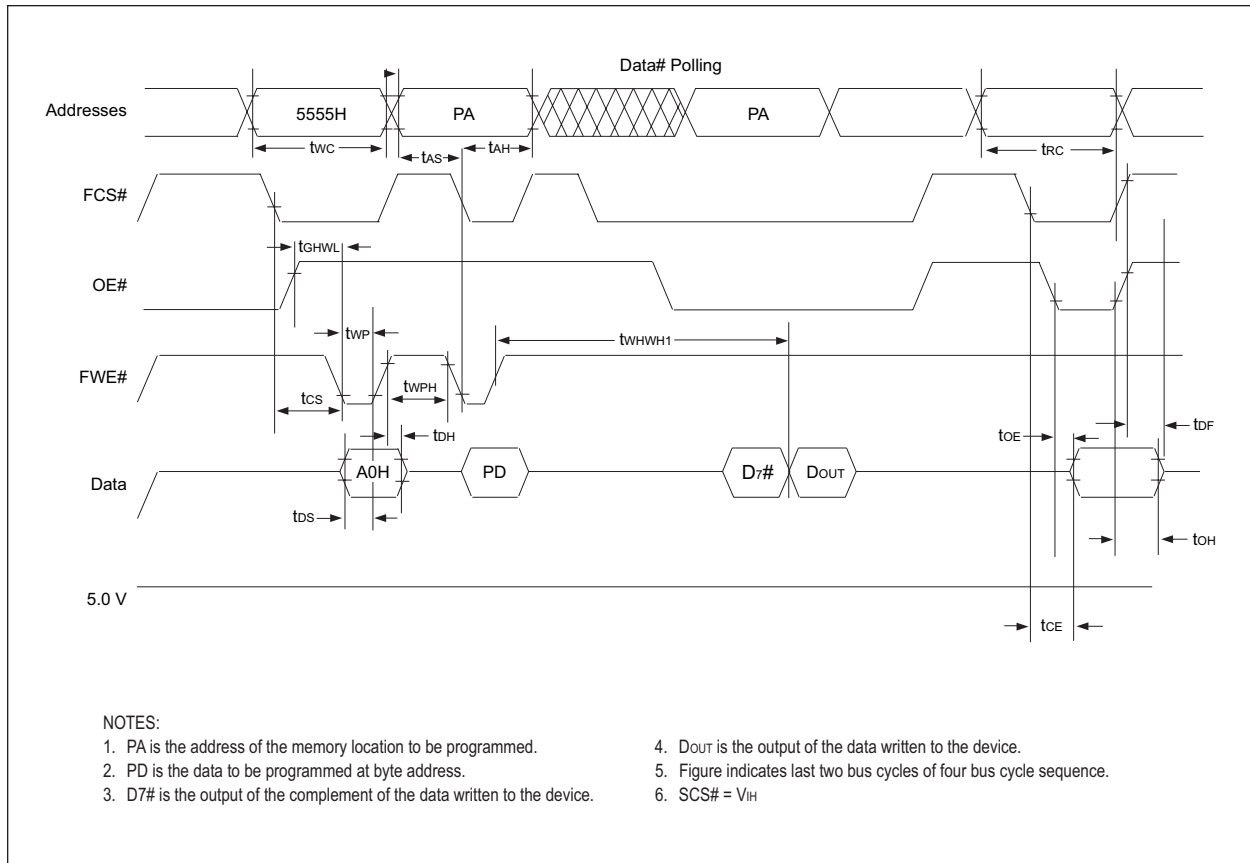 Data# Polling
Addresses
5555H
PA
PA
tWC
tAS
tAH
tRC
FCS#
tGHWL
OE#
tWP
tWHWH1
FWE#
tCS
tWPH
tDH
tOE
tDF
Data
A0H
PD
D7#
DOUT
tDS
tOH
5.0 V
tCE
NOTES:
1. PA is the address of the memory location to be programmed.
2. PD is the data to be programmed at byte address.
3. D7# is the output of the complement of the data written to the device.
4. DOUT is the output of the data written to the device.
5. Figure indicates last two bus cycles of four bus cycle sequence.
6. SCS# = VIH